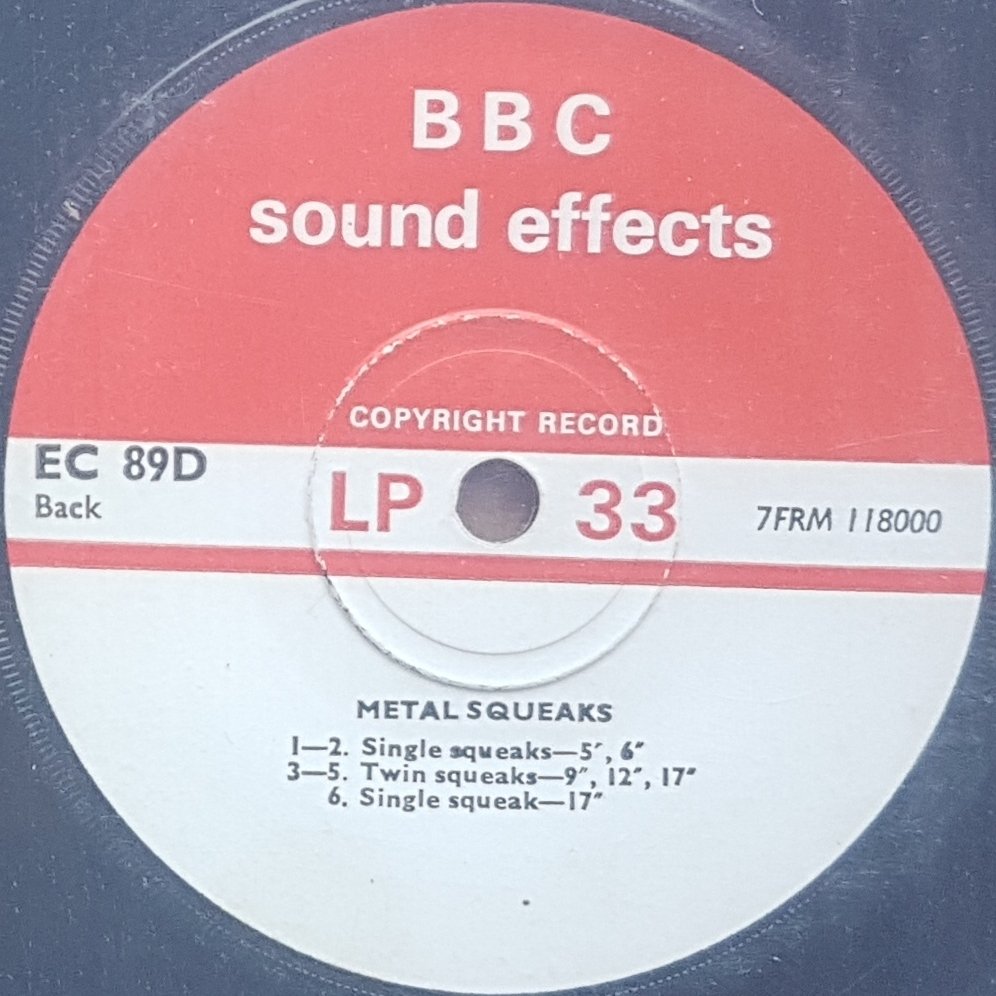 BBC
sound effects
COPYRIGHT RECORD
EC 89D
Back
LP 33
7FRM 118000
METAL SQUEAKS
1—2. Single squeaks—5″, 6″
3—5. Twin squeaks—9″, 12″, 17″
6. Single squeak—17″